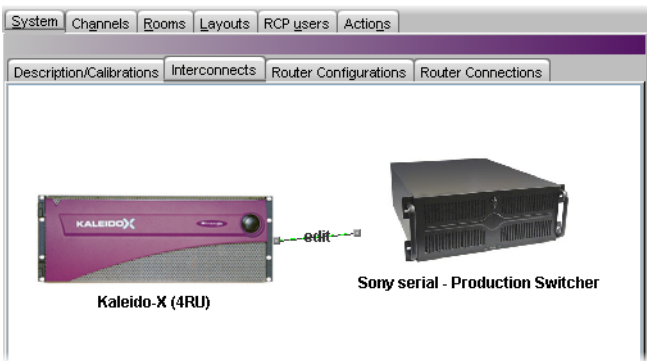 System Channels Rooms Layouts RCP users Actions
Description/Calibrations Interconnects Router Configurations Router Connections
KALEIDOX
edit
Sony serial - Production Switcher
Kaleido-X (4RU)